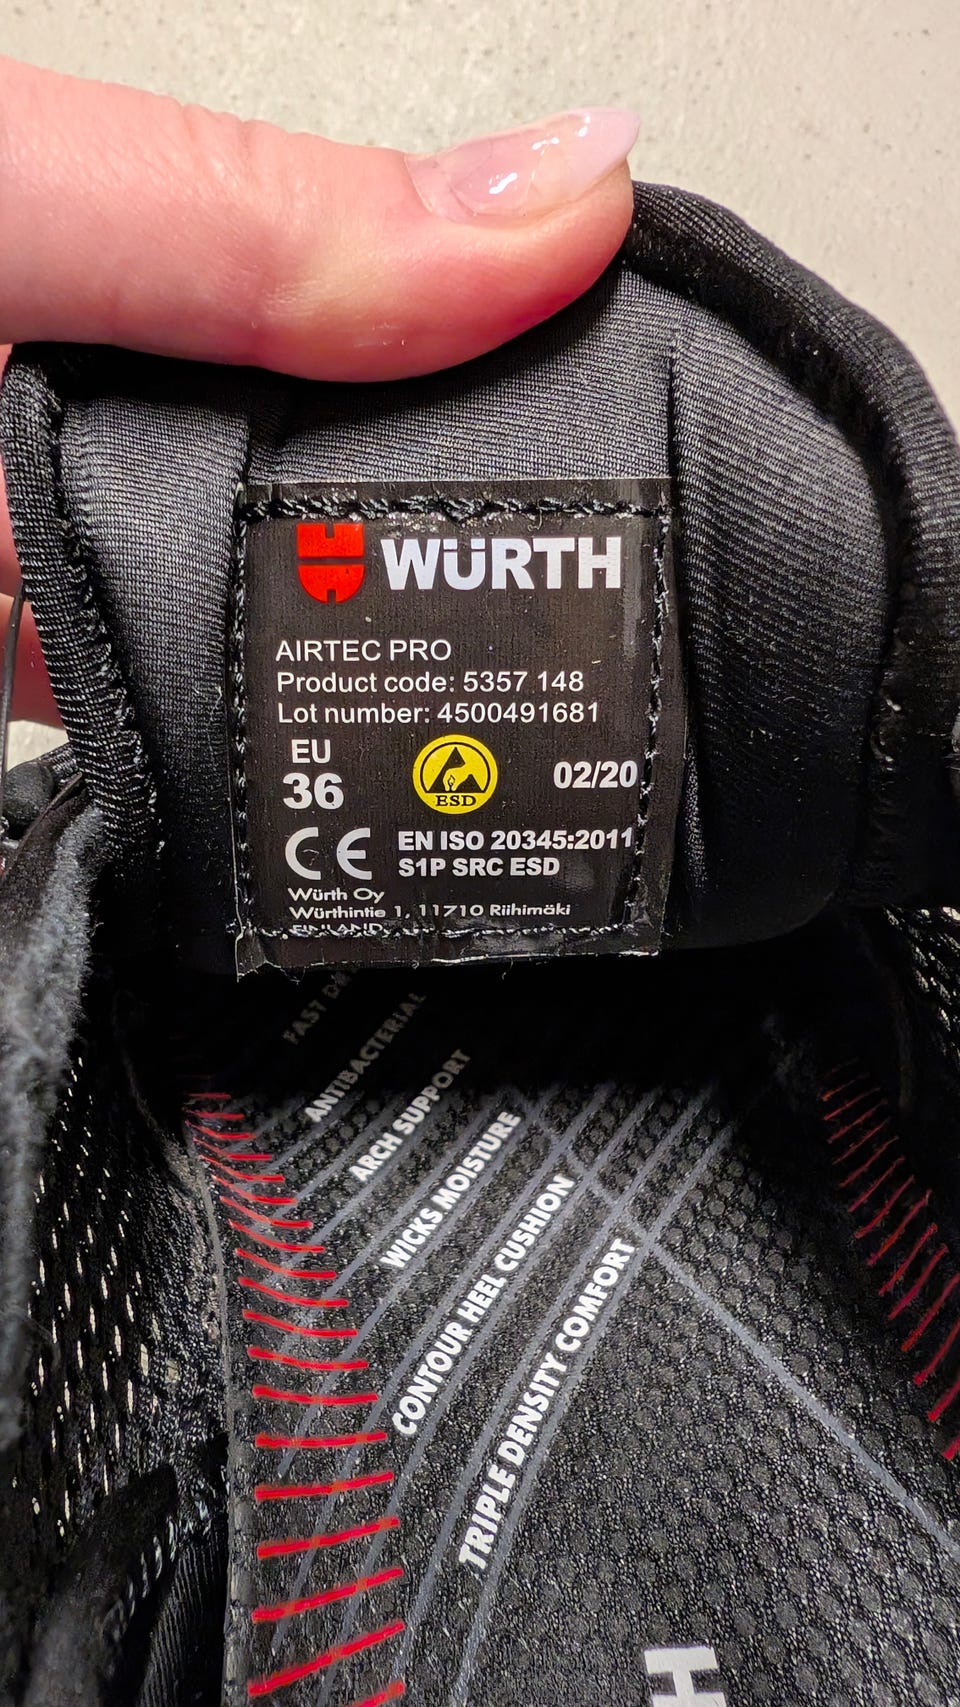 WÜRTH
AIRTEC PRO
Product code: 5357 148
Lot number: 4500491681
EU
36
ESD
02/20
CE
EN ISO 20345:2011
S1P SRC ESD
Würth Oy
Würthintie 1, 11710 Riihimäki
FINLAND
FAST
ANTIBACTERIAL
ARCH SUPPORT
WICKS MOISTURE
CONTOUR HEEL CUSHION
TRIPLE DENSITY COMFORT
H